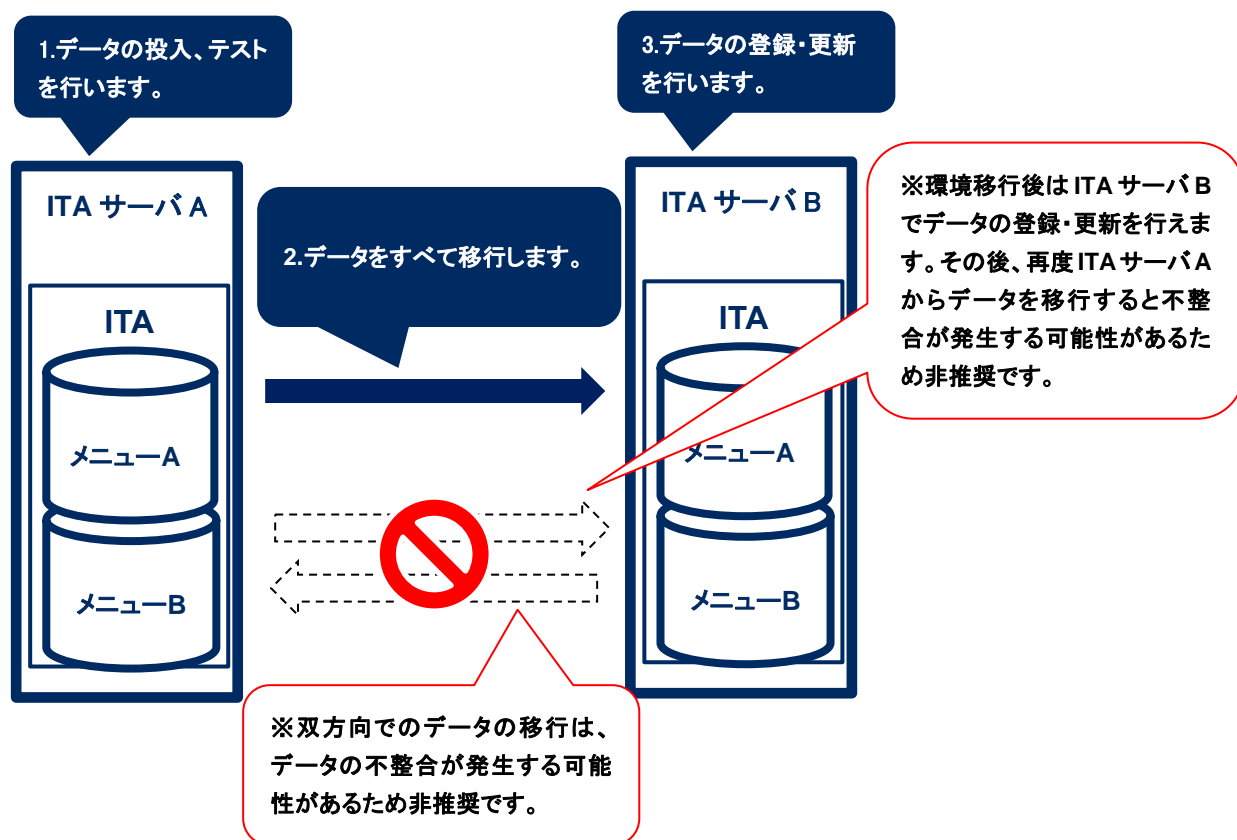 1.データの投入、テスト
を行います。
3.データの登録・更新
を行います。
ITA サーバ A
2.データをすべて移行します。
ITA サーバ B
※環境移行後は ITA サーバ B
でデータの登録・更新を行えま
す。その後、再度 ITA サーバ A
からデータを移行すると不整
合が発生する可能性があるた
め非推奨です。
ITA
メニューA
メニューB
ITA
メニューA
メニューB
※双方向でのデータの移行は、
データの不整合が発生する可能
性があるため非推奨です。